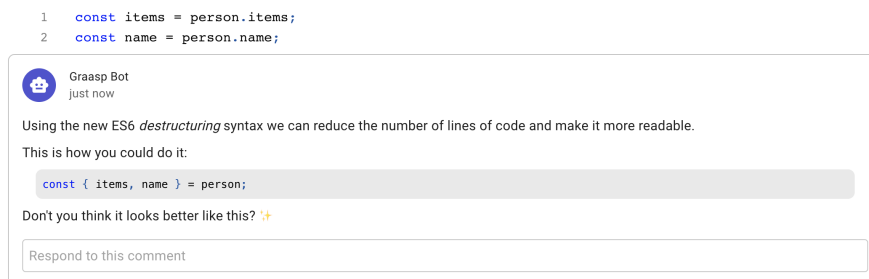 1 const items = person.items;
2 const name = person.name;
Graasp Bot
just now
Using the new ES6 destructuring syntax we can reduce the number of lines of code and make it more readable.
This is how you could do it:
const { items, name } = person;
Don't you think it looks better like this? ✨
Respond to this comment